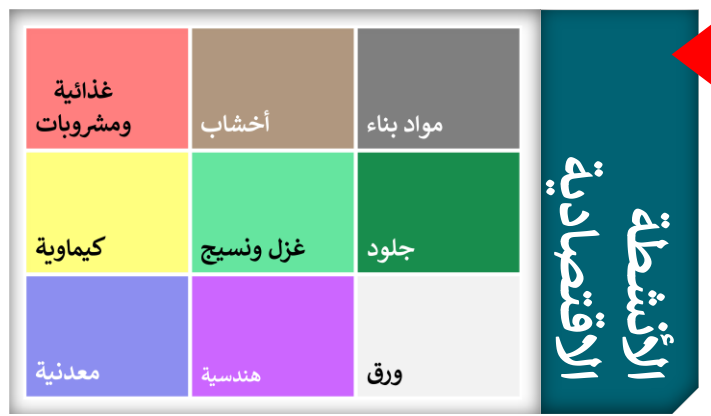 الأنشطة
الاقتصادية
مواد بناء
أخشاب
غذائية
ومشروبات
جلود
غزل ونسيج
كيماوية
ورق
هندسية
معدنية